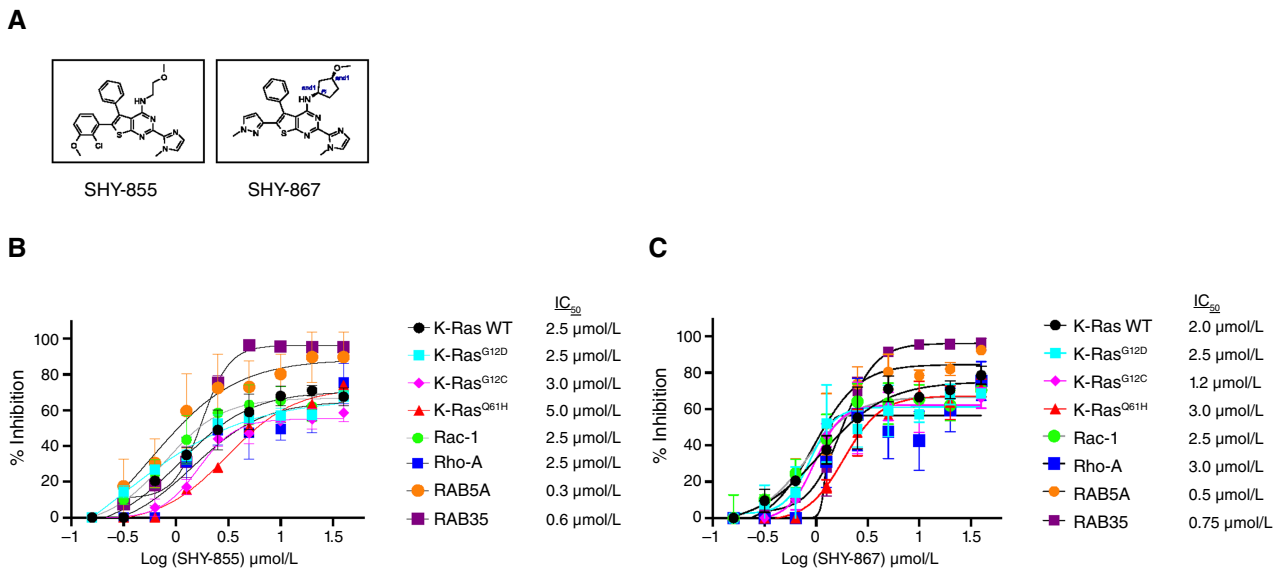 A
O
HN
N
N
S
N
N
Cl
O
O
and1
and1
HN
N
N
N
N
S
N
N
SHY-855
SHY-867
B
IC50
% Inhibition
100
80
60
40
20
0
−1
−0.5
0
0.5
1
1.5
Log (SHY-855) μmol/L
K-Ras WT 2.5 μmol/L
K-RasG12D 2.5 μmol/L
K-RasG12C 3.0 μmol/L
K-RasQ61H 5.0 μmol/L
Rac-1 2.5 μmol/L
Rho-A 2.5 μmol/L
RAB5A 0.3 μmol/L
RAB35 0.6 μmol/L
C
IC50
% Inhibition
100
80
60
40
20
0
−1
−0.5
0
0.5
1
1.5
Log (SHY-867) μmol/L
K-Ras WT 2.0 μmol/L
K-RasG12D 2.5 μmol/L
K-RasG12C 1.2 μmol/L
K-RasQ61H 3.0 μmol/L
Rac-1 2.5 μmol/L
Rho-A 3.0 μmol/L
RAB5A 0.5 μmol/L
RAB35 0.75 μmol/L